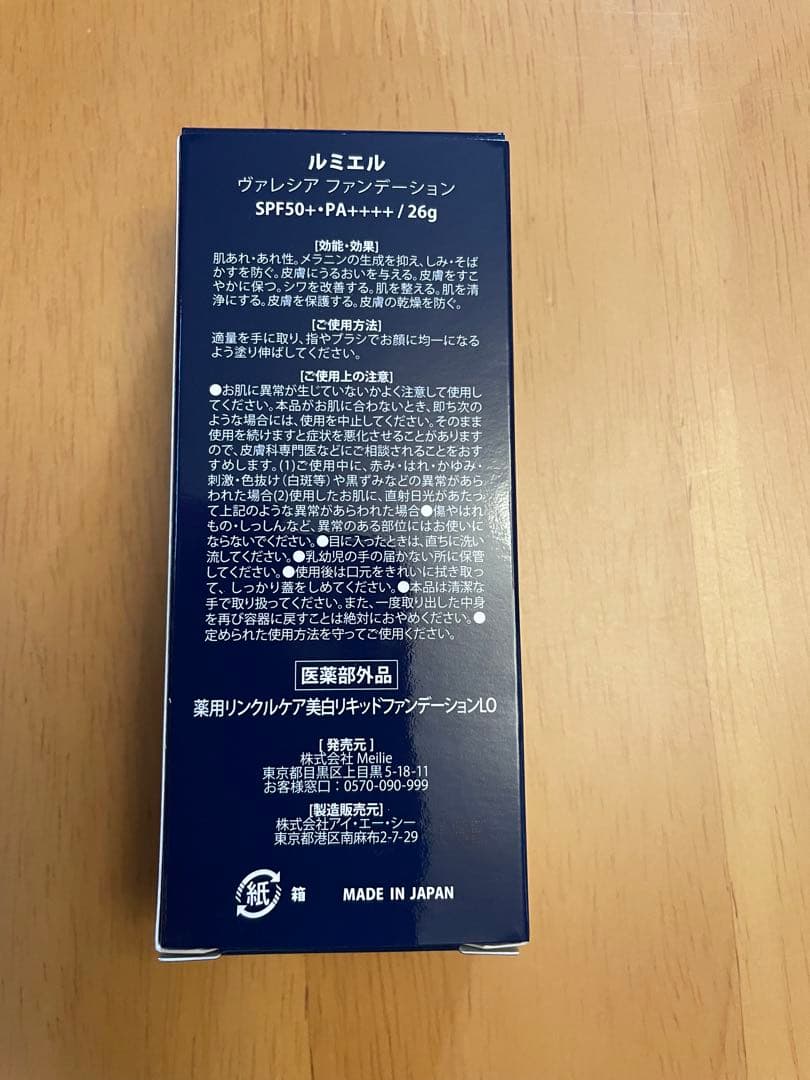 ルミエル
ヴァレシア ファンデーション
SPF50+・PA++++ / 26g
[効能・効果]
肌あれ・あれ性。メラニンの生成を抑え、しみ・そば
かすを防ぐ。皮膚にうるおいを与える。皮膚をすこ
やかに保つ。シワを改善する。肌を整える。肌を清
浄にする。皮膚を保護する。皮膚の乾燥を防ぐ。
[ご使用方法]
適量を手に取り、指やブラシでお顔に均一になる
よう塗り伸ばしてください。
[ご使用上の注意]
●お肌に異常が生じていないかよく注意して使用し
てください。本品がお肌に合わないとき、即ち次の
ような場合には、使用を中止してください。そのまま
使用を続けますと症状を悪化させることがあります
ので、皮膚科専門医などにご相談されることをおす
すめします。(1)ご使用中に、赤み・はれ・かゆみ・
刺激・色抜け(白斑等)や黒ずみなどの異常があら
われた場合(2)使用したお肌に、直射日光があたっ
て上記のような異常があらわれた場合●傷やはれ
もの・しっしんなど、異常のある部位にはお使いに
ならないでください。●目に入ったときは、直ちに洗い
流してください。●乳幼児の手の届かない所に保管
してください。●使用後は口元をきれいに拭き取っ
て、しっかり蓋をしめてください。●本品は清潔な
手で取り扱ってください。また、一度取り出した中身
を再び容器に戻すことは絶対におやめください。●
定められた使用方法を守ってご使用ください。
医薬部外品
薬用リンクルケア美白リキッドファンデーションLO
[ 発売元 ]
株式会社 Meilie
東京都目黒区上目黒5-18-11
お客様窓口：0570-090-999
[製造販売元]
株式会社アイ・エー・シー
東京都港区南麻布2-7-29
紙 箱 MADE IN JAPAN